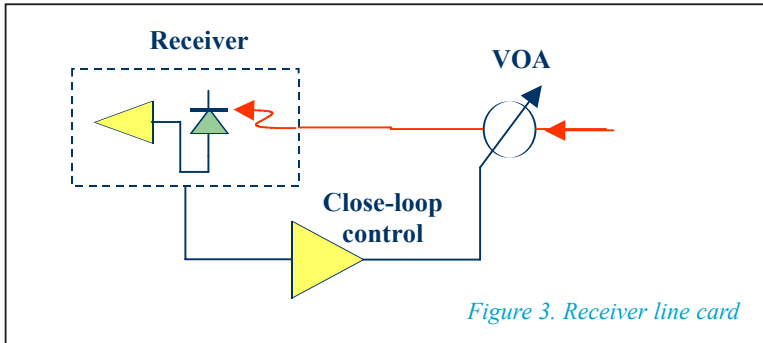 Receiver
VOA
Close-loop
control
Figure 3. Receiver line card